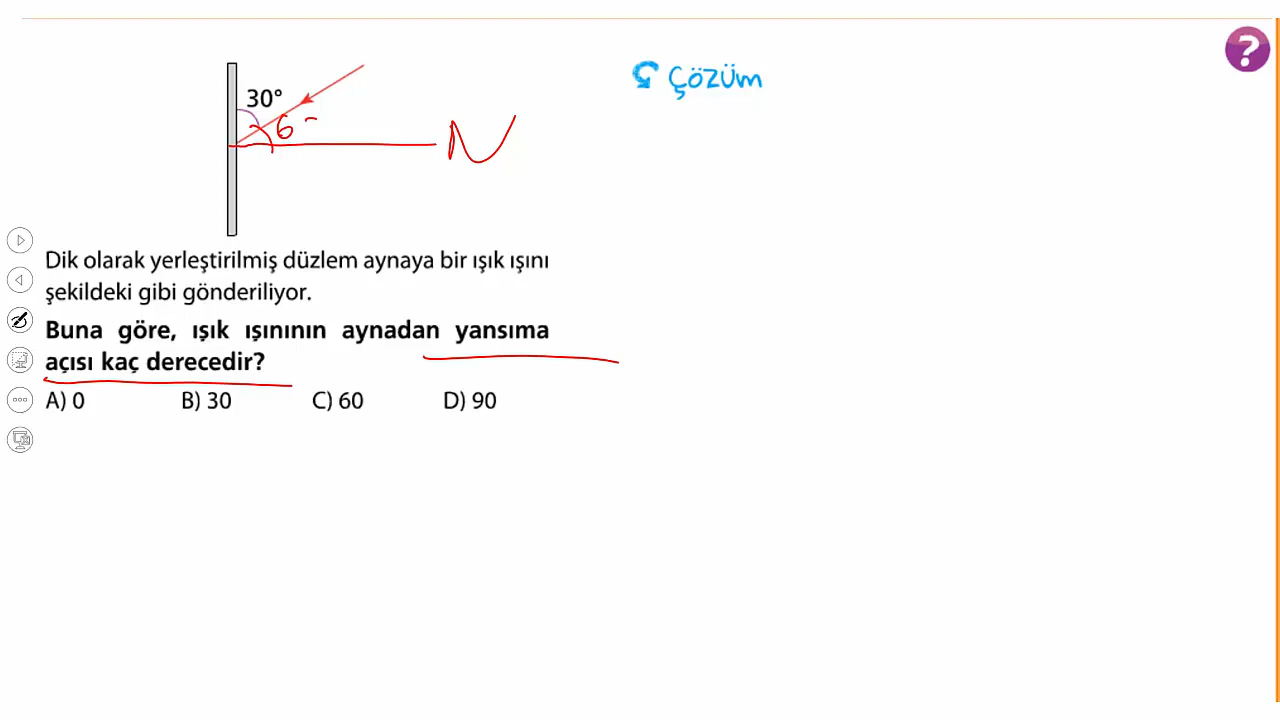 ?
Çözüm
30°
6
N
Dik olarak yerleştirilmiş düzlem aynaya bir ışık ışını
şekildeki gibi gönderiliyor.
Buna göre, ışık ışınının aynadan yansıma
açısı kaç derecedir?
A) 0 B) 30 C) 60 D) 90